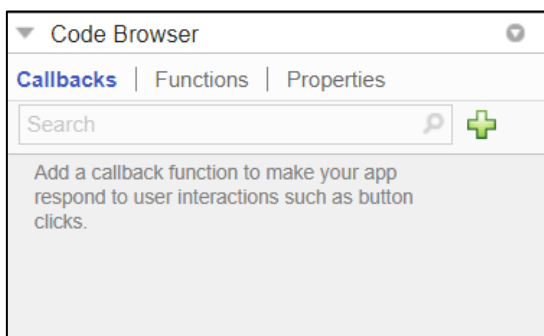 Code Browser
Callbacks | Functions | Properties
Search
Add a callback function to make your app
respond to user interactions such as button
clicks.